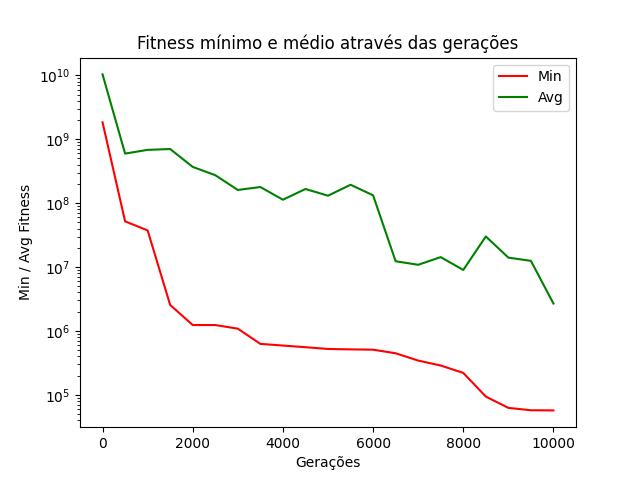 Fitness mínimo e médio através das gerações
Min
Avg
Min / Avg Fitness
10^10
10^9
10^8
10^7
10^6
10^5
0 2000 4000 6000 8000 10000
Gerações